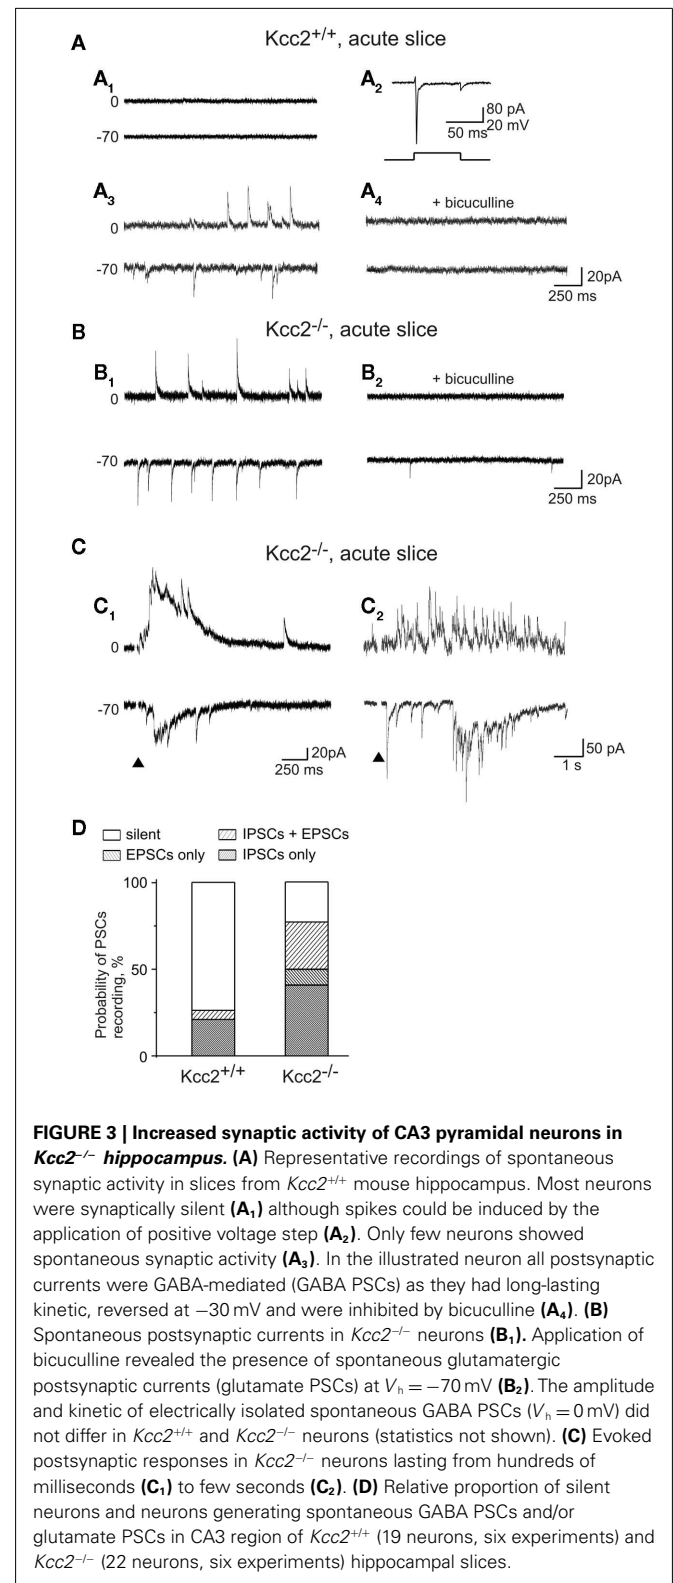 A
Kcc2+/+, acute slice
A1
0
-70
A2
80 pA
20 mV
50 ms
A3
0
-70
A4
+ bicuculline
20pA
250 ms
B
Kcc2-/-, acute slice
B1
0
-70
B2
+ bicuculline
20pA
250 ms
C
Kcc2-/-, acute slice
C1
0
-70
20pA
250 ms
C2
50 pA
1 s
D
silent
IPSCs + EPSCs
EPSCs only
IPSCs only
Probability of PSCs
recording, %
100
50
0
Kcc2+/+
Kcc2-/-
FIGURE 3 | Increased synaptic activity of CA3 pyramidal neurons in
Kcc2−/− hippocampus. (A) Representative recordings of spontaneous
synaptic activity in slices from Kcc2+/+ mouse hippocampus. Most neurons
were synaptically silent (A1) although spikes could be induced by the
application of positive voltage step (A2). Only few neurons showed
spontaneous synaptic activity (A3). In the illustrated neuron all postsynaptic
currents were GABA-mediated (GABA PSCs) as they had long-lasting
kinetic, reversed at −30 mV and were inhibited by bicuculline (A4). (B)
Spontaneous postsynaptic currents in Kcc2−/− neurons (B1). Application of
bicuculline revealed the presence of spontaneous glutamatergic
postsynaptic currents (glutamate PSCs) at Vh = −70 mV (B2). The amplitude
and kinetic of electrically isolated spontaneous GABA PSCs (Vh = 0 mV) did
not differ in Kcc2+/+ and Kcc2−/− neurons (statistics not shown). (C) Evoked
postsynaptic responses in Kcc2−/− neurons lasting from hundreds of
milliseconds (C1) to few seconds (C2). (D) Relative proportion of silent
neurons and neurons generating spontaneous GABA PSCs and/or
glutamate PSCs in CA3 region of Kcc2+/+ (19 neurons, six experiments) and
Kcc2−/− (22 neurons, six experiments) hippocampal slices.